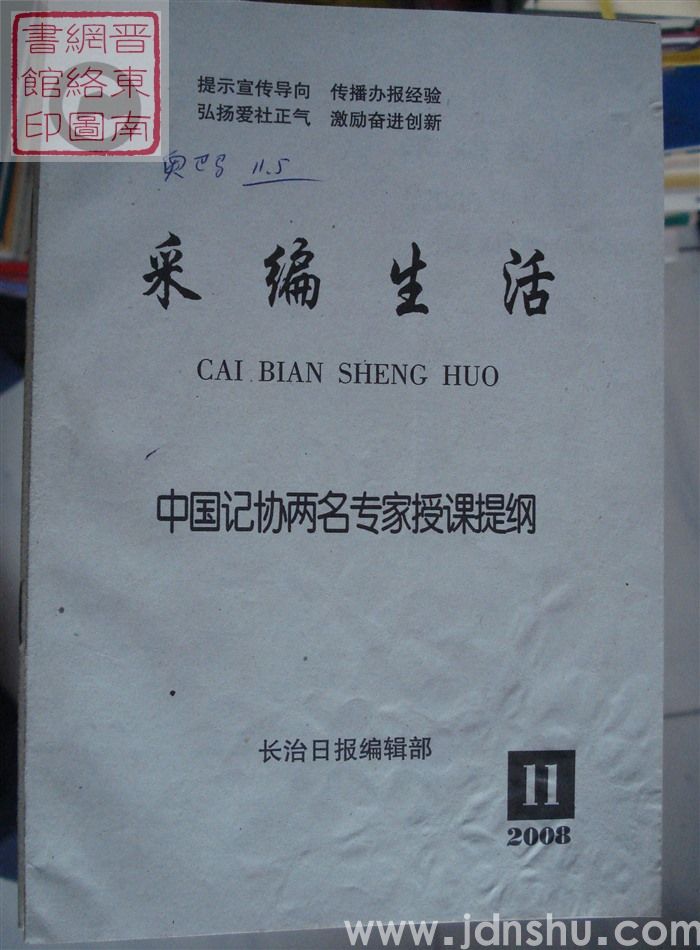 晋東南
網絡圖
書館印
©
提示宣传导向 传播办报经验
弘扬爱社正气 激励奋进创新
奥巴马 11.5
采编生活
CAI BIAN SHENG HUO
中国记协两名专家授课提纲
长治日报编辑部
11
2008
www.jdnshu.com